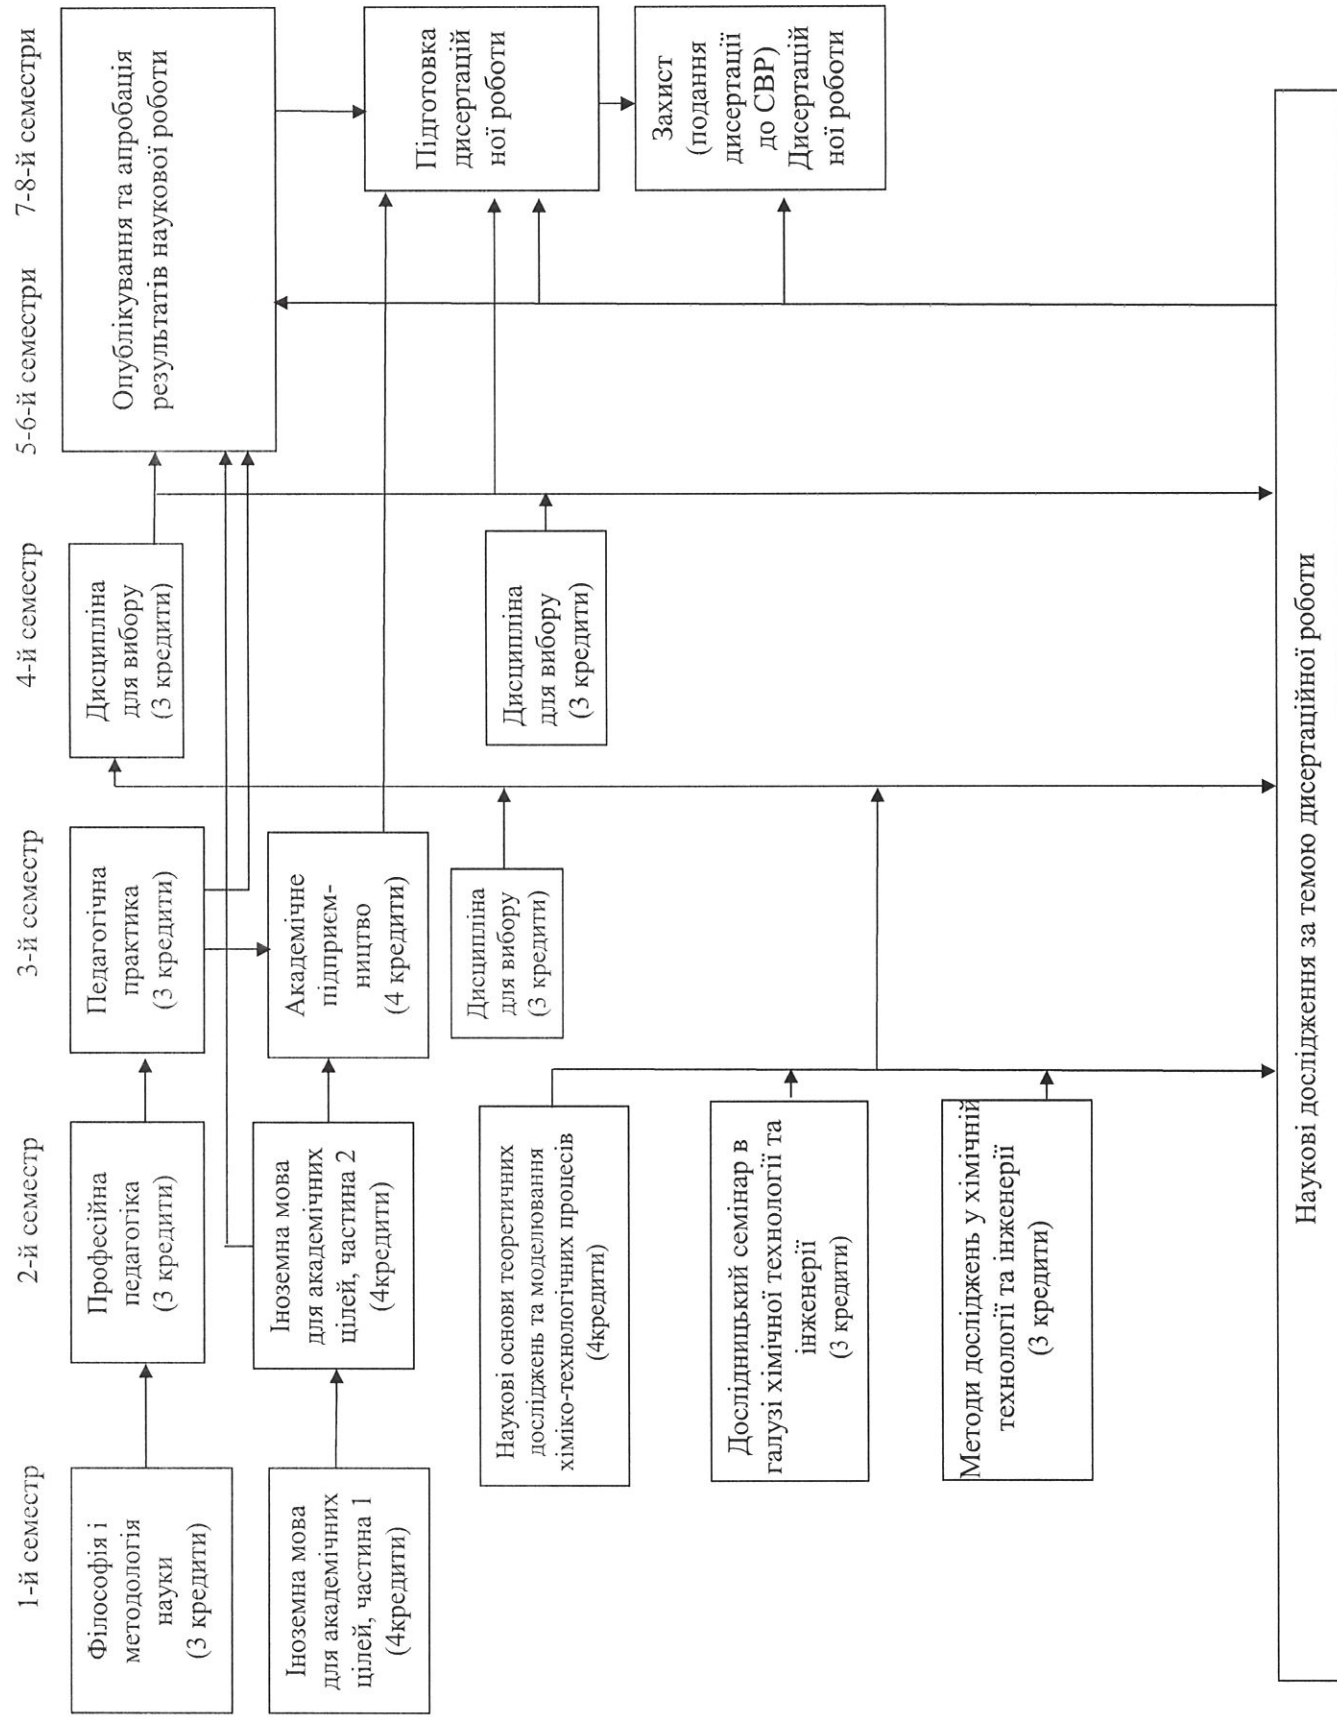 1-й семестр
2-й семестр
3-й семестр
4-й семестр
5-6-й семестри
7-8-й семестри
Філософія і
методологія
науки
(3 кредити)
Іноземна мова
для академічних
цілей, частина 1
(4кредити)
Професійна
педагогіка
(3 кредити)
Іноземна мова
для академічних
цілей, частина 2
(4кредити)
Наукові основи теоретичних
досліджень та моделювання
хіміко-технологічних процесів
(4кредити)
Дослідницький семінар в
галузі хімічної технології та
інженерії
(3 кредити)
Методи досліджень у хімічній
технології та інженерії
(3 кредити)
Педагогічна
практика
(3 кредити)
Академічне
підприєм-
ництво
(4 кредити)
Дисципліна
для вибору
(3 кредити)
Дисципліна
для вибору
(3 кредити)
Дисципліна
для вибору
(3 кредити)
Опублікування та апробація
результатів наукової роботи
Підготовка
дисертацій
ної роботи
Захист
(подання
дисертації
до СВР)
Дисертацій
ної роботи
Наукові дослідження за темою дисертаційної роботи